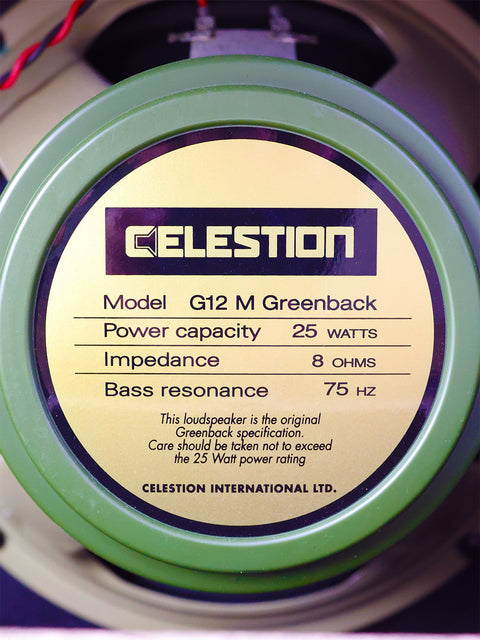 CELESTION
Model G12 M Greenback
Power capacity 25 WATTS
Impedance 8 OHMS
Bass resonance 75 HZ
This loudspeaker is the original
Greenback specification.
Care should be taken not to exceed
the 25 Watt power rating
CELESTION INTERNATIONAL LTD.